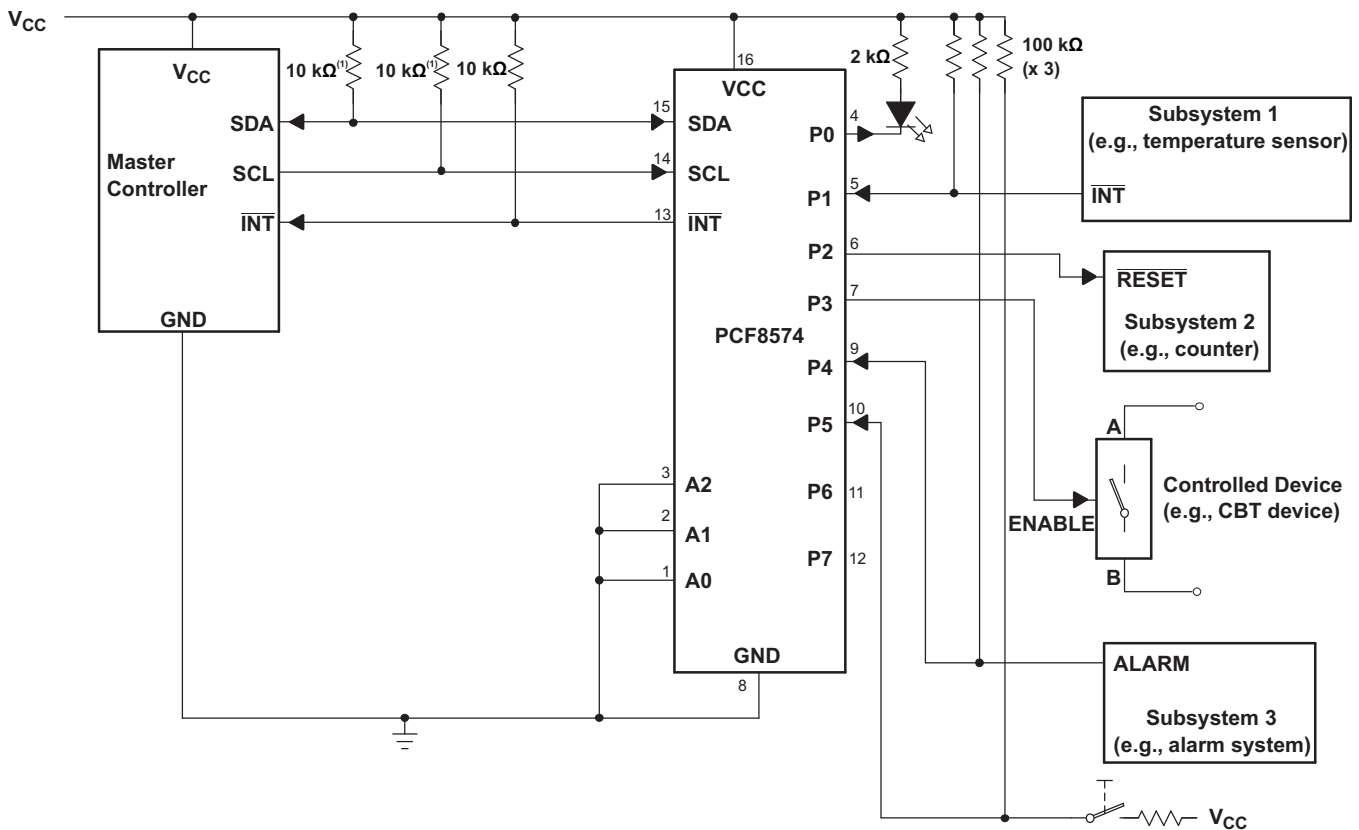 VCC
VCC
10 kΩ(1)
10 kΩ(1)
10 kΩ
2 kΩ
100 kΩ
(x 3)
Master
Controller
SDA
SCL
INT
GND
16
VCC
15
SDA
14
SCL
13
INT
PCF8574
3
A2
2
A1
1
A0
GND
8
P0
4
P1
5
P2
6
P3
7
P4
9
P5
10
P6
11
P7
12
Subsystem 1
(e.g., temperature sensor)
INT
RESET
Subsystem 2
(e.g., counter)
A
Controlled Device
(e.g., CBT device)
ENABLE
B
ALARM
Subsystem 3
(e.g., alarm system)
VCC